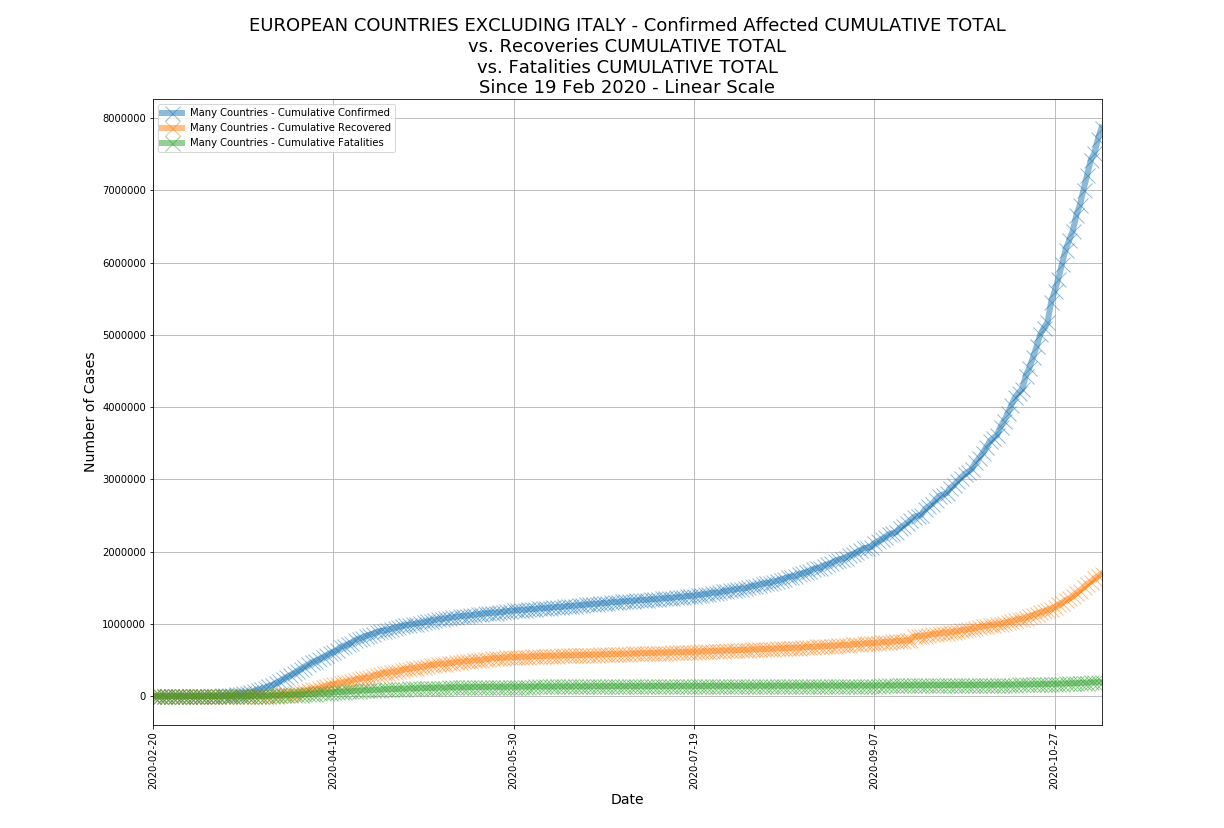 EUROPEAN COUNTRIES EXCLUDING ITALY - Confirmed Affected CUMULATIVE TOTAL
vs. Recoveries CUMULATIVE TOTAL
vs. Fatalities CUMULATIVE TOTAL
Since 19 Feb 2020 - Linear Scale
Many Countries - Cumulative Confirmed
Many Countries - Cumulative Recovered
Many Countries - Cumulative Fatalities
8000000
7000000
6000000
5000000
4000000
3000000
2000000
1000000
0
Number of Cases
2020-02-20
2020-04-10
2020-05-30
2020-07-19
2020-09-07
2020-10-27
Date